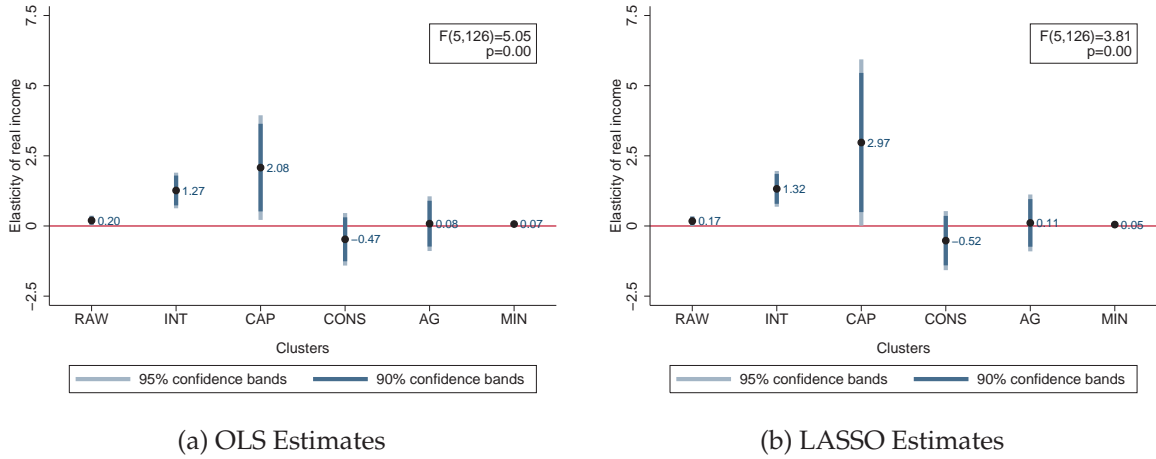 7.5
5
2.5
0
−2.5
Elasticity of real income
F(5,126)=5.05
p=0.00
0.20
1.27
2.08
−0.47
0.08
0.07
RAW INT CAP CONS AG MIN
Clusters
95% confidence bands 90% confidence bands
(a) OLS Estimates
7.5
5
2.5
0
−2.5
Elasticity of real income
F(5,126)=3.81
p=0.00
0.17
1.32
2.97
−0.52
0.11
0.05
RAW INT CAP CONS AG MIN
Clusters
95% confidence bands 90% confidence bands
(b) LASSO Estimates